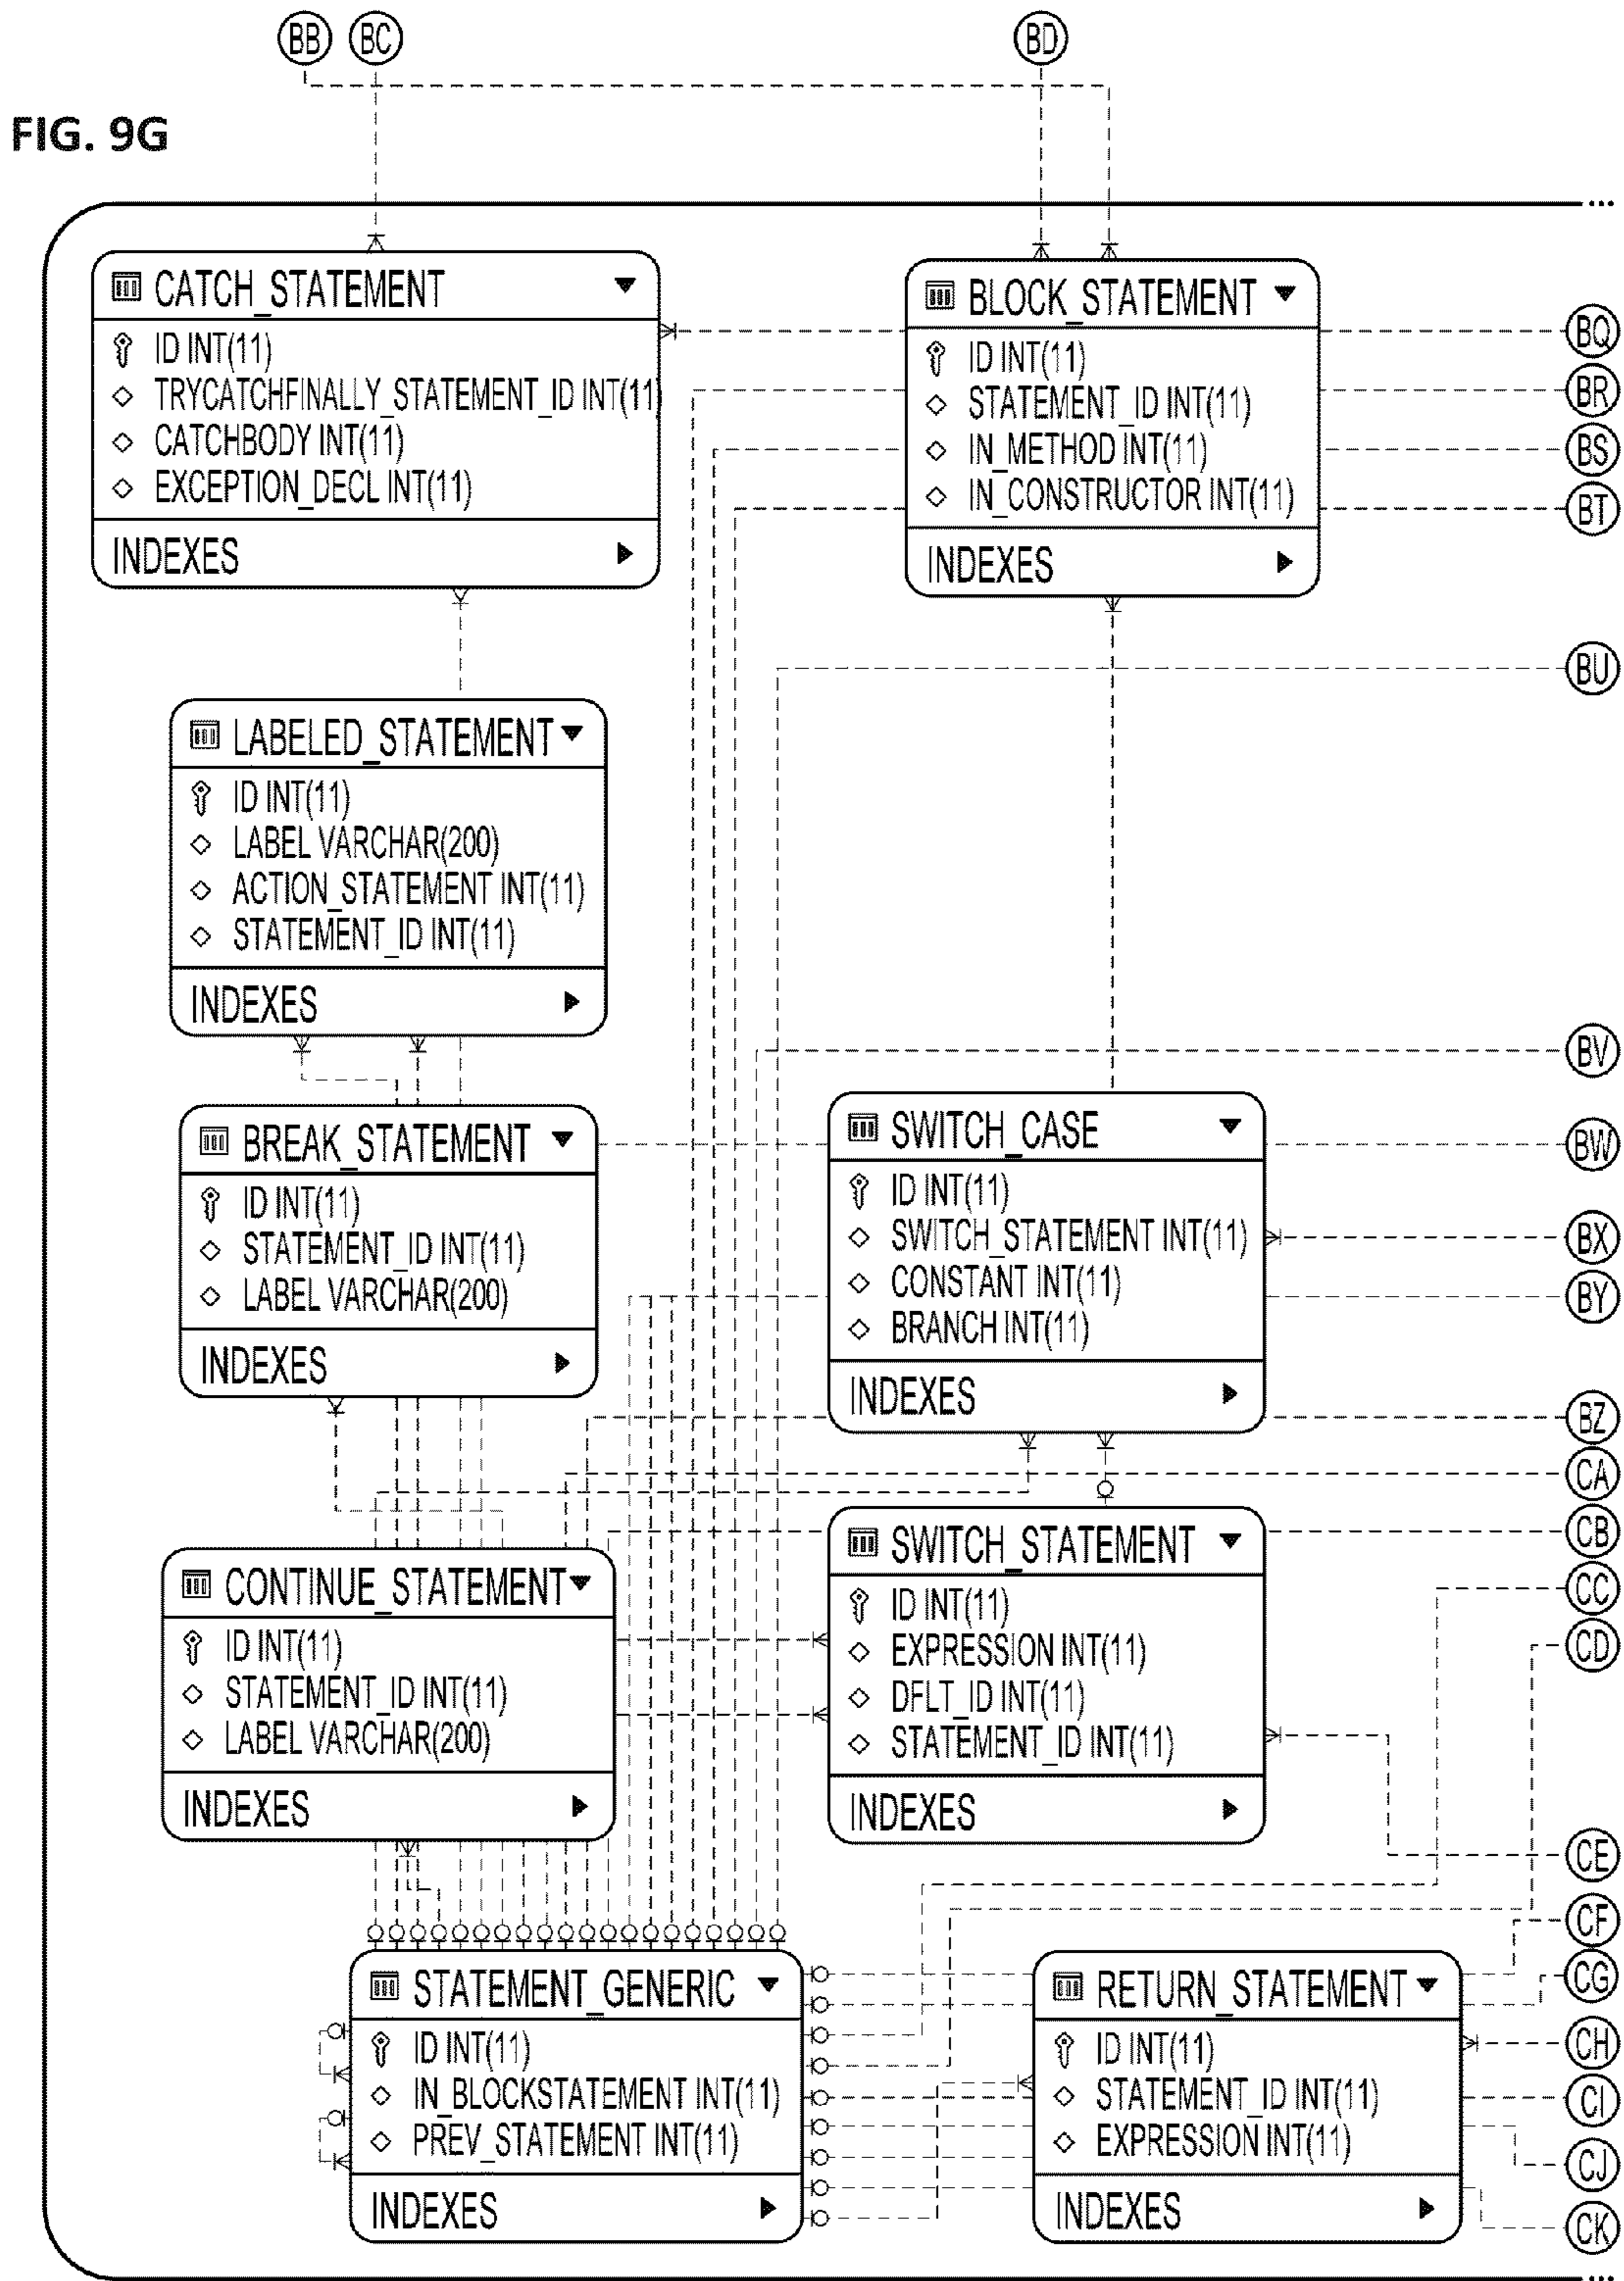 BB
BC
BD
FIG. 9G
...
CATCH_STATEMENT
ID INT(11)
TRYCATCHFINALLY_STATEMENT_ID INT(11)
CATCHBODY INT(11)
EXCEPTION_DECL INT(11)
INDEXES
BLOCK_STATEMENT
ID INT(11)
STATEMENT_ID INT(11)
IN_METHOD INT(11)
IN_CONSTRUCTOR INT(11)
INDEXES
BQ
BR
BS
BT
BU
LABELED_STATEMENT
ID INT(11)
LABEL VARCHAR(200)
ACTION_STATEMENT INT(11)
STATEMENT_ID INT(11)
INDEXES
BV
BREAK_STATEMENT
ID INT(11)
STATEMENT_ID INT(11)
LABEL VARCHAR(200)
INDEXES
SWITCH_CASE
ID INT(11)
SWITCH_STATEMENT INT(11)
CONSTANT INT(11)
BRANCH INT(11)
INDEXES
BW
BX
BY
BZ
CA
CB
CC
CD
CONTINUE_STATEMENT
ID INT(11)
STATEMENT_ID INT(11)
LABEL VARCHAR(200)
INDEXES
SWITCH_STATEMENT
ID INT(11)
EXPRESSION INT(11)
DFLT_ID INT(11)
STATEMENT_ID INT(11)
INDEXES
CE
CF
CG
CH
CI
CJ
CK
STATEMENT_GENERIC
ID INT(11)
IN_BLOCKSTATEMENT INT(11)
PREV_STATEMENT INT(11)
INDEXES
RETURN_STATEMENT
ID INT(11)
STATEMENT_ID INT(11)
EXPRESSION INT(11)
INDEXES
...